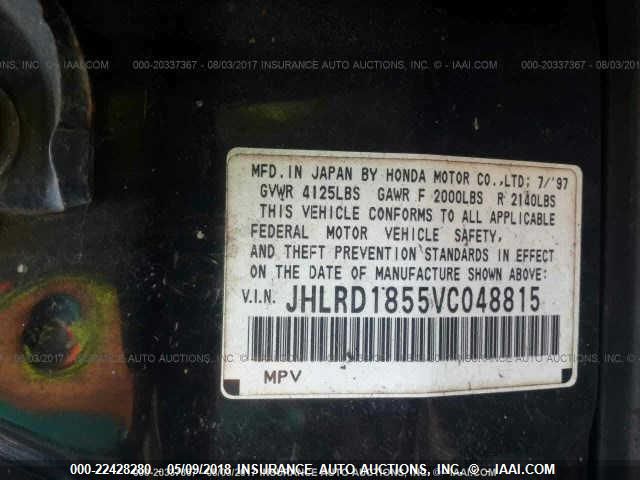 000-20337367 - 08/03/2017 INSURANCE AUTO AUCTIONS, INC. - © IAAI.COM
MFD. IN JAPAN BY HONDA MOTOR CO.,LTD; 7/'97
GVWR 4125LBS GAWR F 2000LBS R 2140LBS
THIS VEHICLE CONFORMS TO ALL APPLICABLE
FEDERAL MOTOR VEHICLE SAFETY,
AND THEFT PREVENTION STANDARDS IN EFFECT
ON THE DATE OF MANUFACTURE SHOWN ABOVE:
V.I.N. JHLRD1855VC048815
MPV
000-22428280 - 05/09/2018 INSURANCE AUTO AUCTIONS, INC. - © IAAI.COM